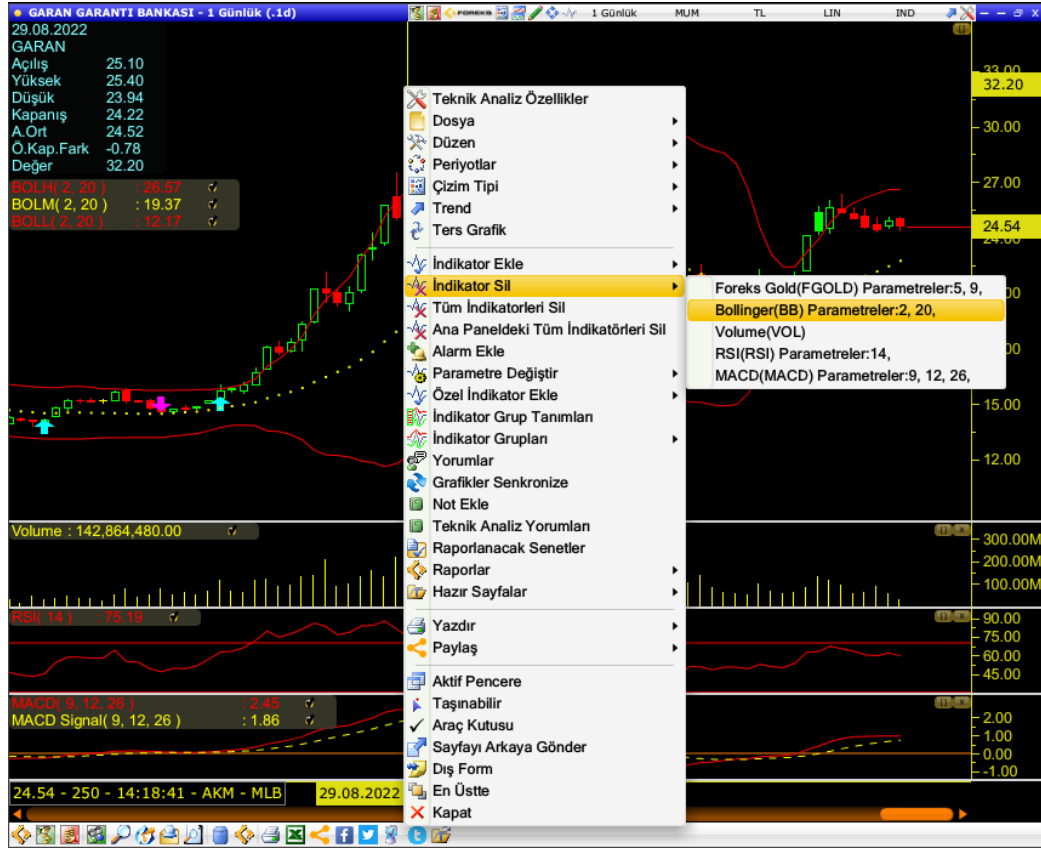 GARAN GARANTI BANKASI - 1 Günlük (.1d)
FOREKS
1 Günlük MUM TL LIN IND
29.08.2022
GARAN
Açılış 25.10
Yüksek 25.40
Düşük 23.94
Kapanış 24.22
A.Ort 24.52
Ö.Kap.Fark -0.78
Değer 32.20
BOLH( 2, 20 ) : 26.57
BOLM( 2, 20 ) : 19.37
BOLL( 2, 20 ) : 12.17
Teknik Analiz Özellikler
Dosya
Düzen
Periyotlar
Çizim Tipi
Trend
Ters Grafik
İndikator Ekle
İndikator Sil
Tüm İndikatorleri Sil
Ana Paneldeki Tüm İndikatörleri Sil
Alarm Ekle
Parametre Değiştir
Özel İndikator Ekle
İndikator Grup Tanımları
İndikator Grupları
Yorumlar
Grafikler Senkronize
Not Ekle
Teknik Analiz Yorumları
Raporlanacak Senetler
Raporlar
Hazır Sayfalar
Yazdır
Paylaş
Aktif Pencere
Taşınabilir
Araç Kutusu
Sayfayı Arkaya Gönder
Dış Form
En Üstte
Kapat
Foreks Gold(FGOLD) Parametreler:5, 9,
Bollinger(BB) Parametreler:2, 20,
Volume(VOL)
RSI(RSI) Parametreler:14,
MACD(MACD) Parametreler:9, 12, 26,
33.00
32.20
30.00
27.00
24.54
24.00
15.00
12.00
Volume : 142,864,480.00
300.00M
200.00M
100.00M
RSI( 14 ) : 75.19
90.00
75.00
60.00
45.00
MACD( 9, 12, 26 ) : 2.45
MACD Signal( 9, 12, 26 ) : 1.86
2.00
1.00
0.00
-1.00
24.54 - 250 - 14:18:41 - AKM - MLB
29.08.2022